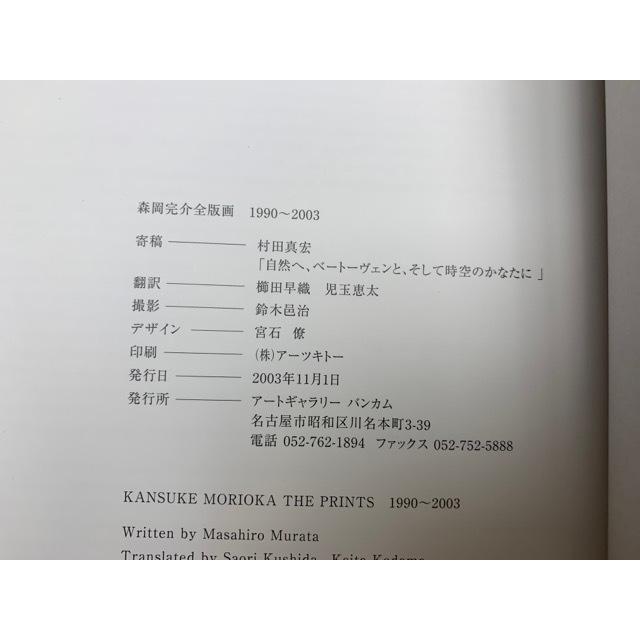 森岡完介全版画 1990〜2003
寄稿 ── 村田真宏
「自然へ、ベートーヴェンと、そして時空のかなたに 」
翻訳 ── 櫛田早織 児玉恵太
撮影 ── 鈴木邑治
デザイン ── 宮石 僚
印刷 ── (株)アーツキトー
発行日 ── 2003年11月1日
発行所 ── アートギャラリー バンカム
名古屋市昭和区川名本町3-39
電話 052-762-1894 ファックス 052-752-5888
KANSUKE MORIOKA THE PRINTS 1990〜2003
Written by Masahiro Murata
Translated by Saori Kushida, Keita Kodama